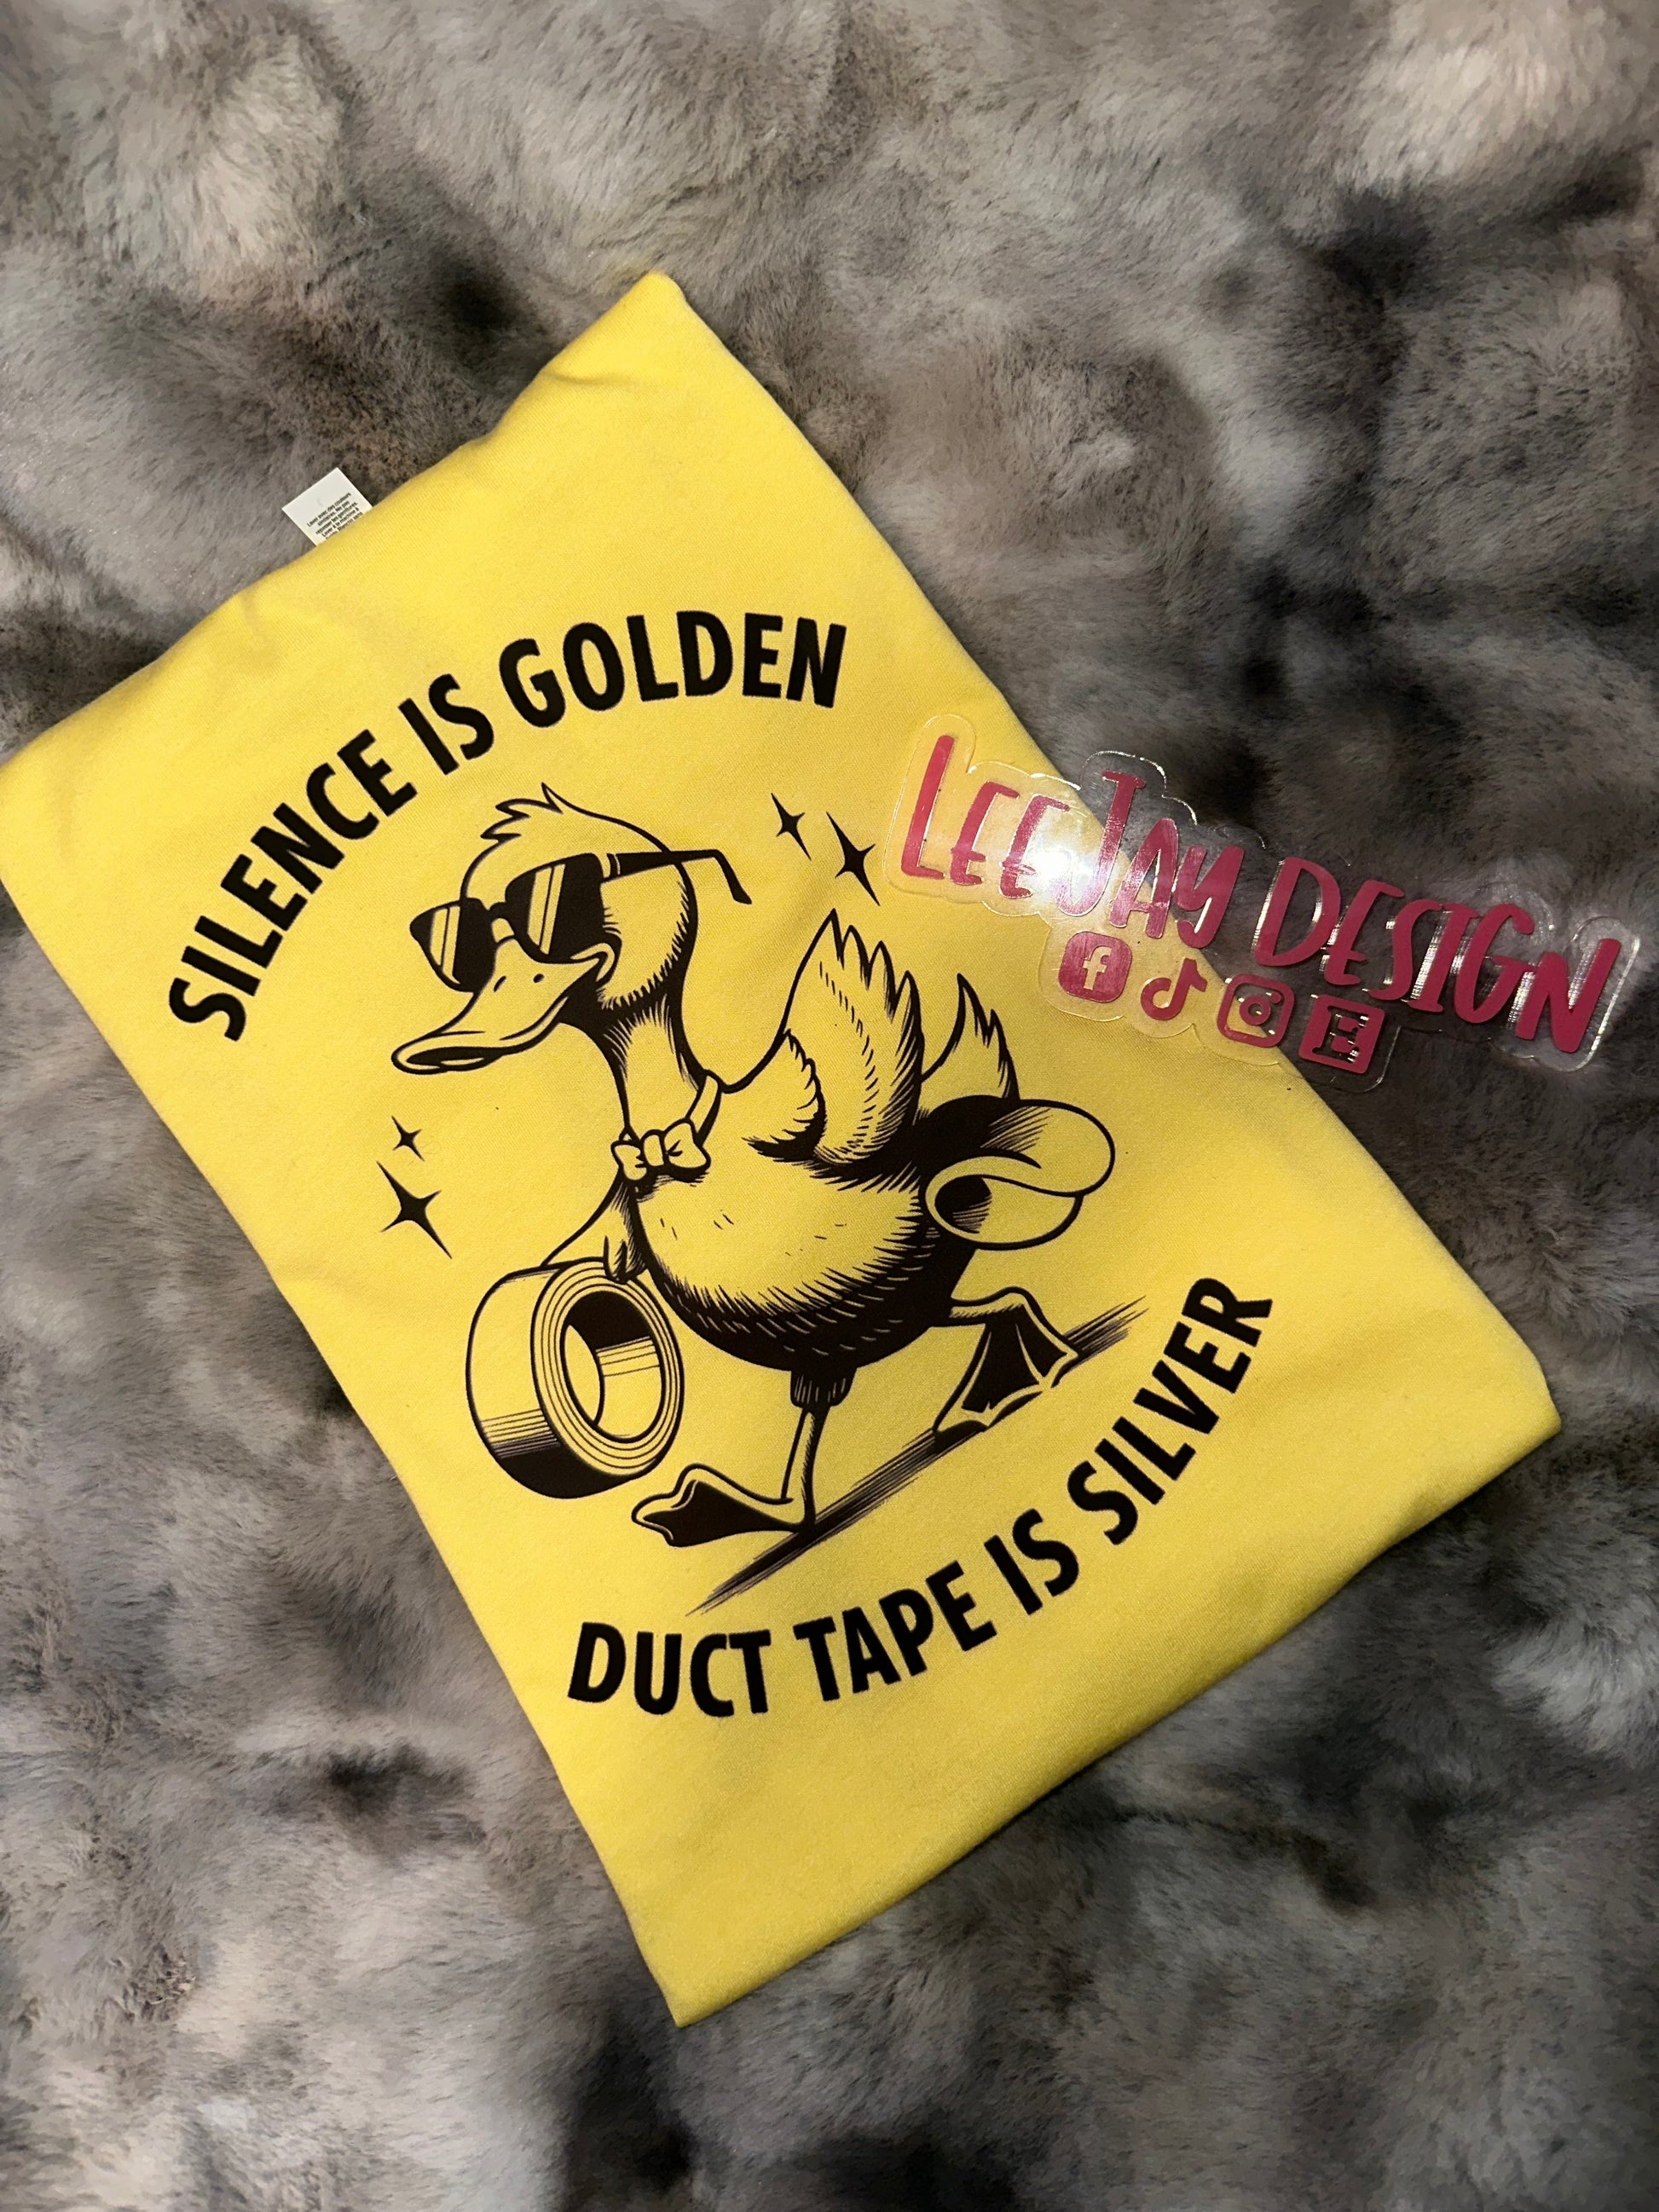 SILENCE IS GOLDEN
LEEJAY DESIGN
DUCT TAPE IS SILVER